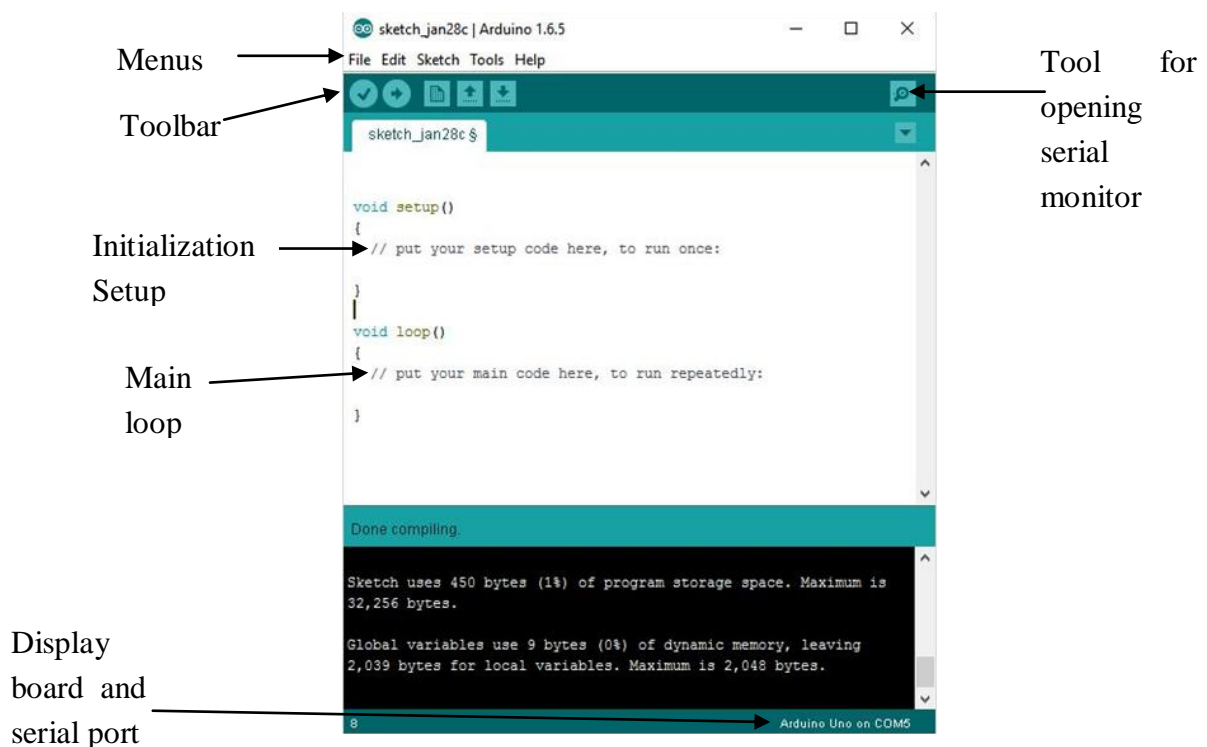 sketch_jan28c | Arduino 1.6.5
Menus
File Edit Sketch Tools Help
Tool for
opening
serial
monitor
Toolbar
sketch_jan28c §
void setup()
{
// put your setup code here, to run once:
}
Initialization
Setup
void loop()
{
// put your main code here, to run repeatedly:
}
Main
loop
Done compiling.
Sketch uses 450 bytes (1%) of program storage space. Maximum is
32,256 bytes.
Global variables use 9 bytes (0%) of dynamic memory, leaving
2,039 bytes for local variables. Maximum is 2,048 bytes.
Display
board and
serial port
8
Arduino Uno on COM5